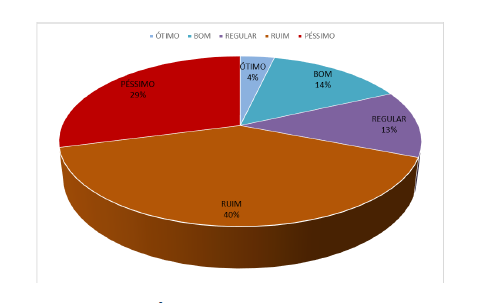 ÓTIMO BOM REGULAR RUIM PÉSSIMO
ÓTIMO
4%
BOM
14%
REGULAR
13%
RUIM
40%
PÉSSIMO
29%